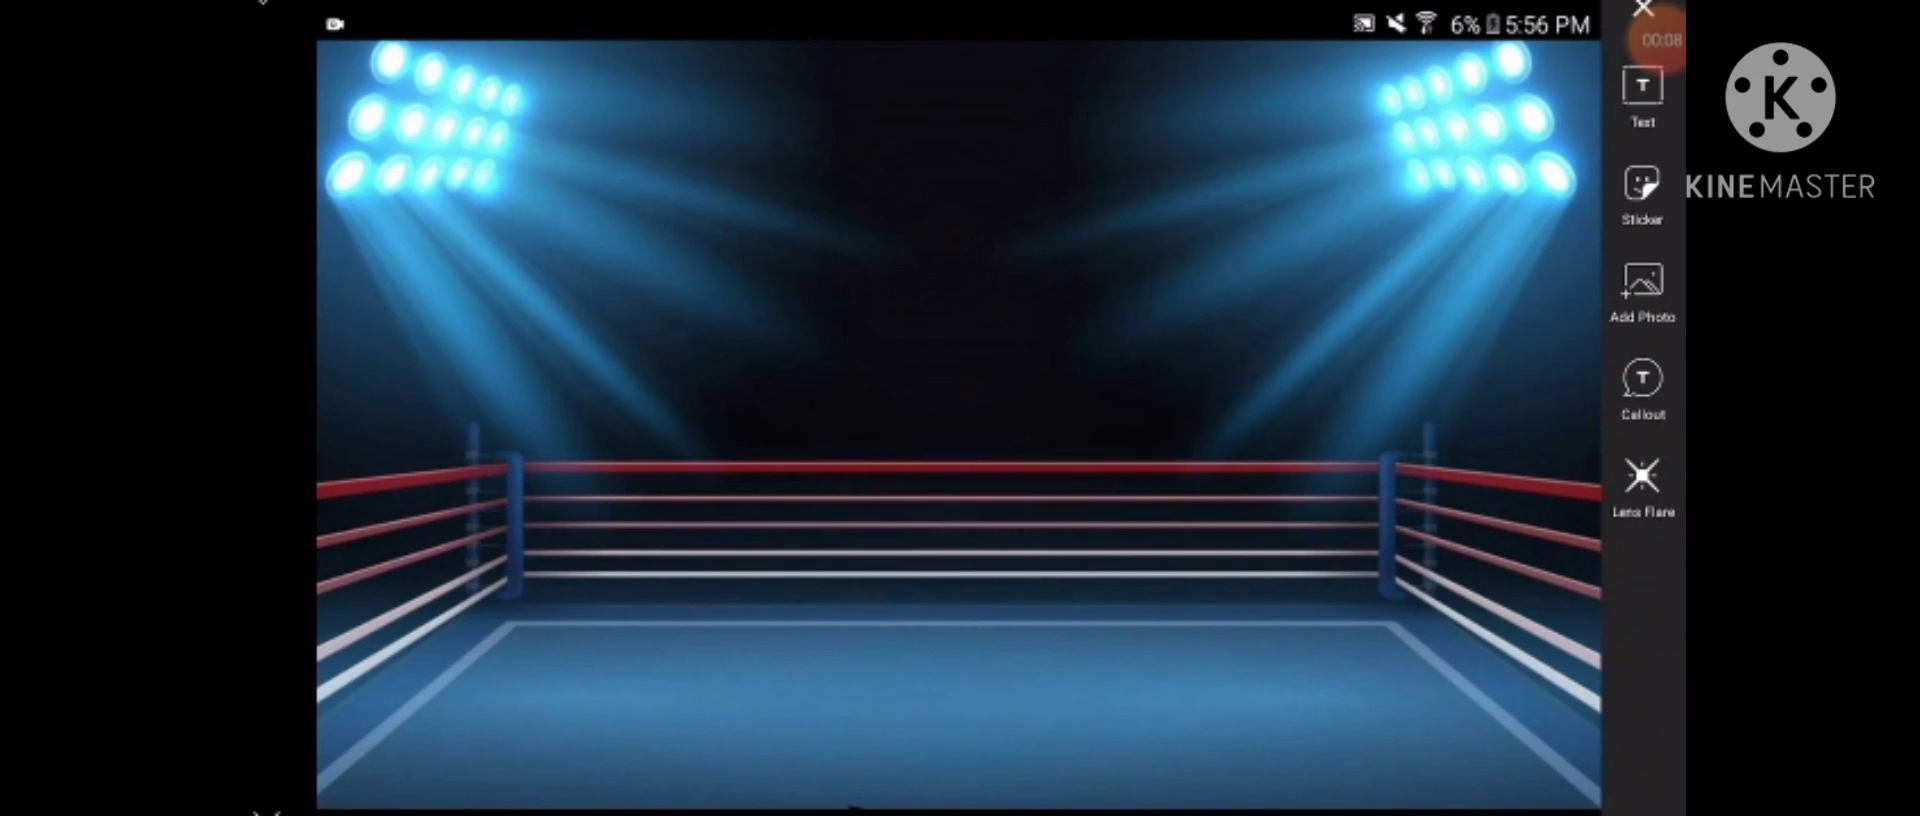 6% 5:56 PM
00:08
Text
Sticker
Add Photo
Callout
Lens Flare
K
KINEMASTER